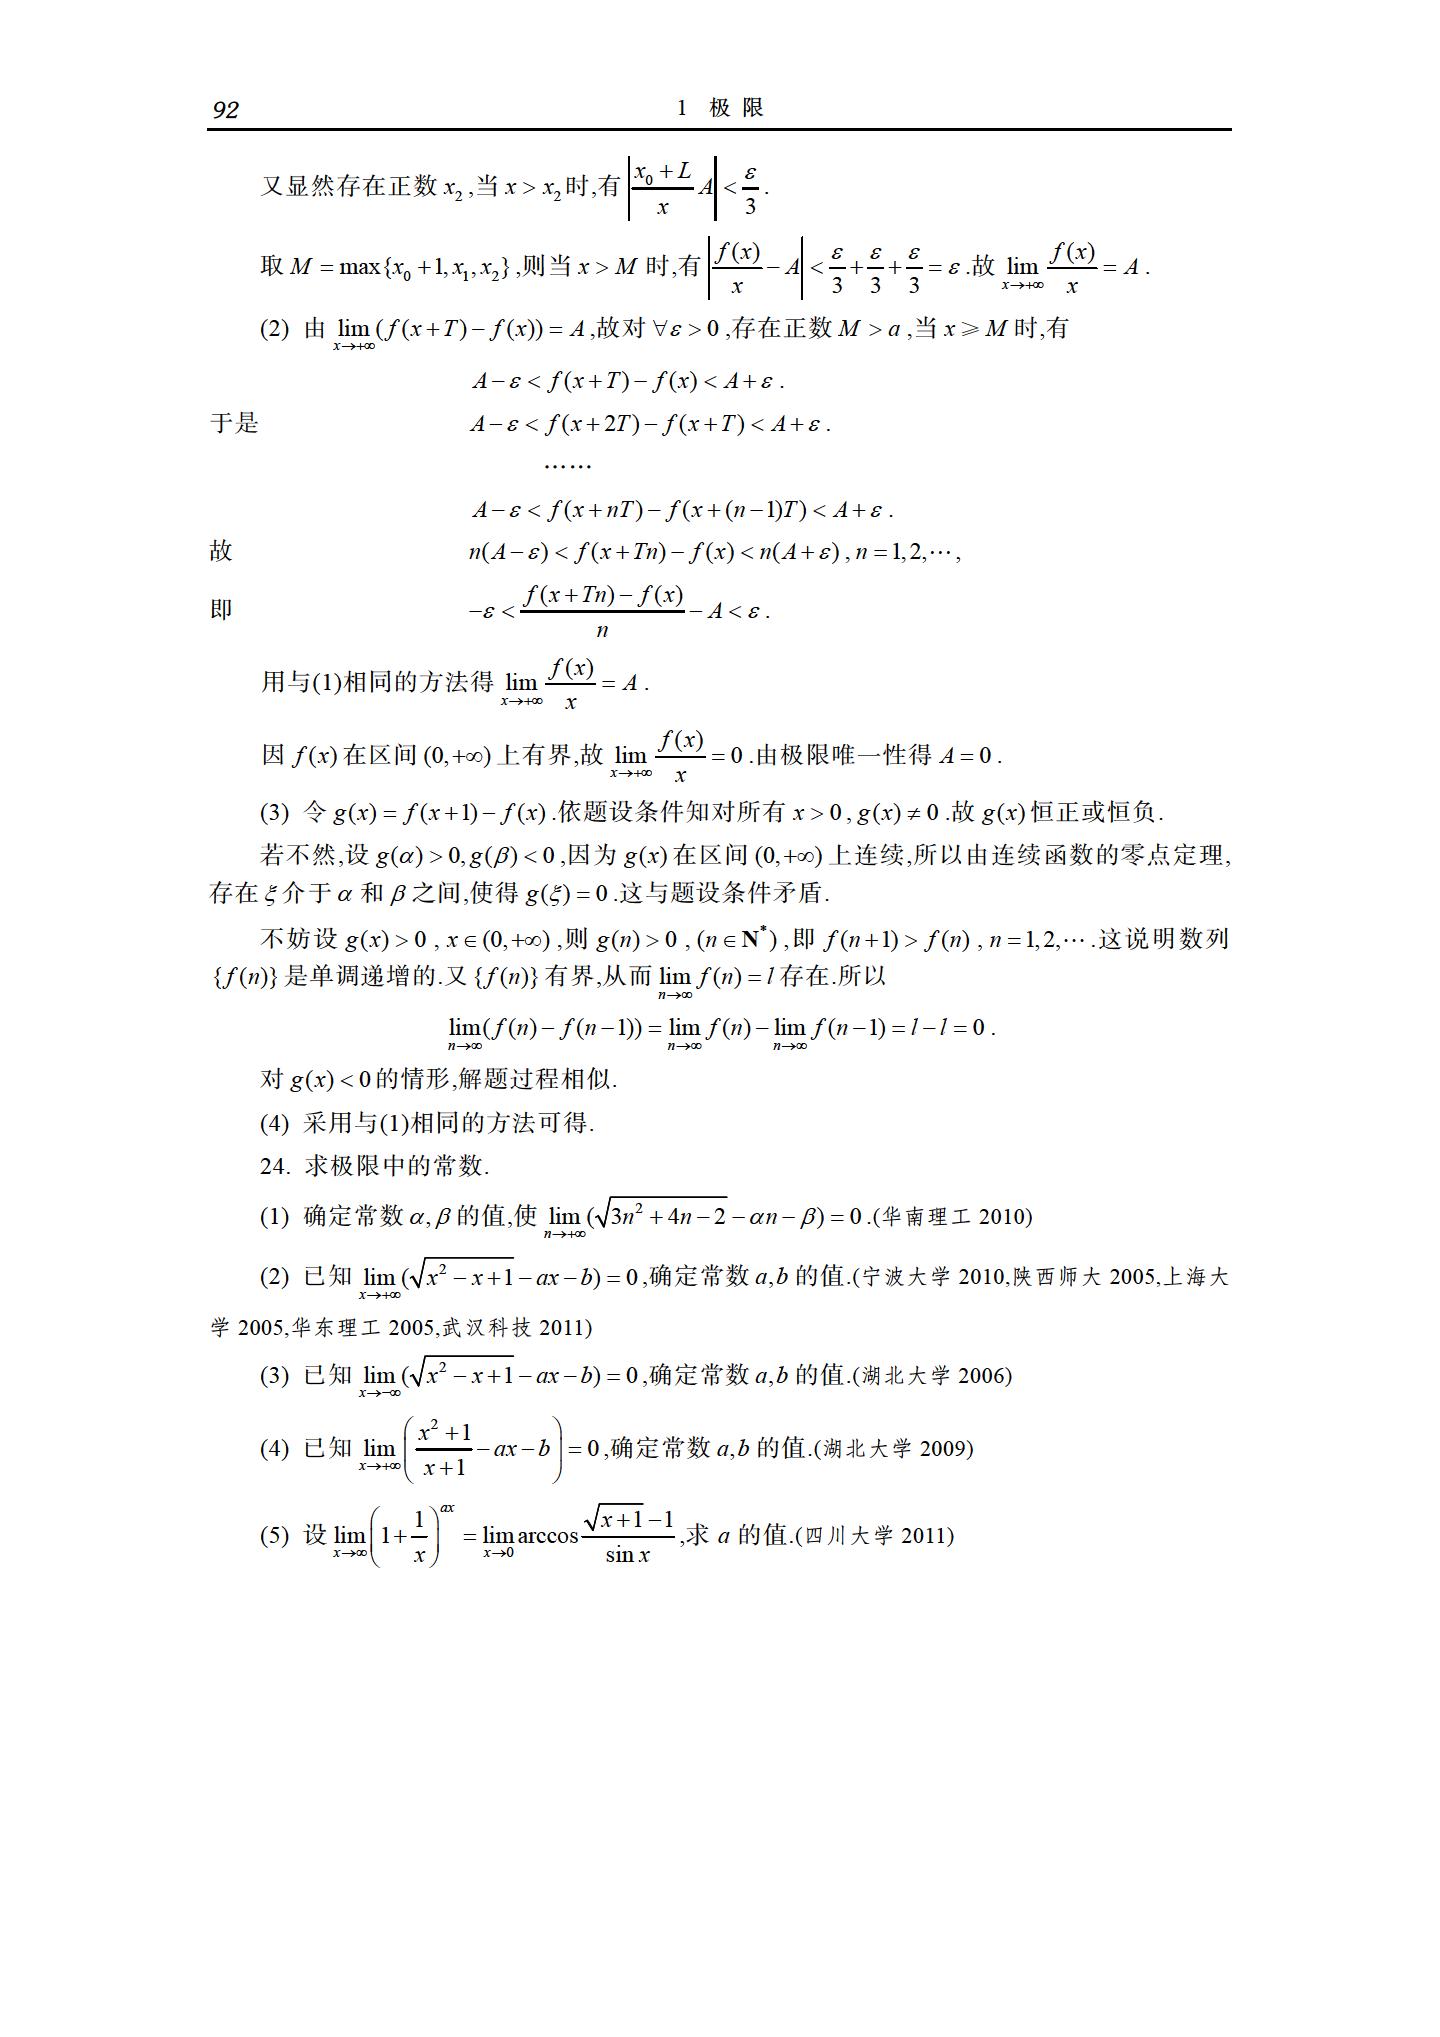 92 1 极 限
又显然存在正数 $x_2$ ,当 $x > x_2$ 时,有 $\left|\frac{x_0+L}{x}A\right| < \frac{\varepsilon}{3}$ .
取 $M = \max\{x_0+1, x_1, x_2\}$ ,则当 $x > M$ 时,有 $\left|\frac{f(x)}{x} - A\right| < \frac{\varepsilon}{3} + \frac{\varepsilon}{3} + \frac{\varepsilon}{3} = \varepsilon$ .故 $\lim_{x\to+\infty} \frac{f(x)}{x} = A$ .
(2) 由 $\lim_{x\to+\infty}(f(x+T) - f(x)) = A$ ,故对 $\forall \varepsilon > 0$ ,存在正数 $M > a$ ,当 $x \geqslant M$ 时,有
$A - \varepsilon < f(x+T) - f(x) < A + \varepsilon$ .
于是 $A - \varepsilon < f(x+2T) - f(x+T) < A + \varepsilon$ .
……
$A - \varepsilon < f(x+nT) - f(x+(n-1)T) < A + \varepsilon$ .
故 $n(A-\varepsilon) < f(x+Tn) - f(x) < n(A+\varepsilon)$ , $n = 1, 2, \cdots$ ,
即 $-\varepsilon < \frac{f(x+Tn) - f(x)}{n} - A < \varepsilon$ .
用与(1)相同的方法得 $\lim_{x\to+\infty} \frac{f(x)}{x} = A$ .
因 $f(x)$ 在区间 $(0,+\infty)$ 上有界,故 $\lim_{x\to+\infty} \frac{f(x)}{x} = 0$ .由极限唯一性得 $A = 0$ .
(3) 令 $g(x) = f(x+1) - f(x)$ .依题设条件知对所有 $x > 0$ , $g(x) \neq 0$ .故 $g(x)$ 恒正或恒负.
若不然,设 $g(\alpha) > 0, g(\beta) < 0$ ,因为 $g(x)$ 在区间 $(0,+\infty)$ 上连续,所以由连续函数的零点定理,
存在 $\xi$ 介于 $\alpha$ 和 $\beta$ 之间,使得 $g(\xi) = 0$ .这与题设条件矛盾.
不妨设 $g(x) > 0$ , $x \in (0,+\infty)$ ,则 $g(n) > 0$ , $(n \in \mathbf{N}^*)$ ,即 $f(n+1) > f(n)$ , $n = 1, 2, \cdots$ .这说明数列
$\{f(n)\}$ 是单调递增的.又 $\{f(n)\}$ 有界,从而 $\lim_{n\to\infty} f(n) = l$ 存在.所以
$\lim_{n\to\infty}(f(n) - f(n-1)) = \lim_{n\to\infty} f(n) - \lim_{n\to\infty} f(n-1) = l - l = 0$ .
对 $g(x) < 0$ 的情形,解题过程相似.
(4) 采用与(1)相同的方法可得.
24. 求极限中的常数.
(1) 确定常数 $\alpha, \beta$ 的值,使 $\lim_{n\to+\infty}(\sqrt{3n^2+4n-2} - \alpha n - \beta) = 0$ .(华南理工 2010)
(2) 已知 $\lim_{x\to+\infty}(\sqrt{x^2-x+1} - ax - b) = 0$ ,确定常数 $a,b$ 的值.(宁波大学 2010,陕西师大 2005,上海大
学 2005,华东理工 2005,武汉科技 2011)
(3) 已知 $\lim_{x\to-\infty}(\sqrt{x^2-x+1} - ax - b) = 0$ ,确定常数 $a,b$ 的值.(湖北大学 2006)
(4) 已知 $\lim_{x\to+\infty}\left(\frac{x^2+1}{x+1} - ax - b\right) = 0$ ,确定常数 $a,b$ 的值.(湖北大学 2009)
(5) 设 $\lim_{x\to\infty}\left(1+\frac{1}{x}\right)^{ax} = \lim_{x\to0} \arccos\frac{\sqrt{x+1}-1}{\sin x}$ ,求 $a$ 的值.(四川大学 2011)